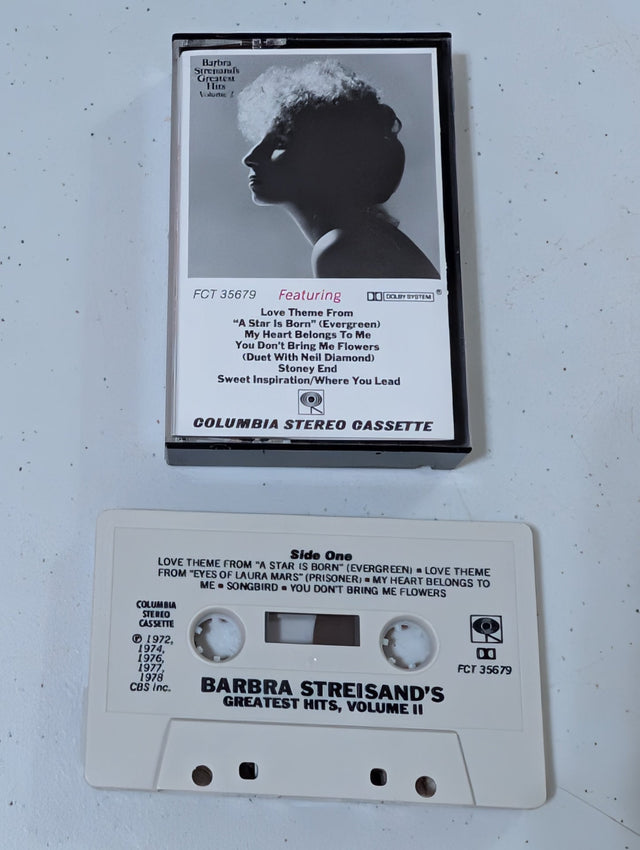 Barbra
Streisand's
Greatest
Hits
Volume 2
FCT 35679 Featuring DOLBY SYSTEM ®
Love Theme From
"A Star Is Born" (Evergreen)
My Heart Belongs To Me
You Don't Bring Me Flowers
(Duet With Neil Diamond)
Stoney End
Sweet Inspiration/Where You Lead
COLUMBIA STEREO CASSETTE
Side One
LOVE THEME FROM "A STAR IS BORN" (EVERGREEN) ▪ LOVE THEME
FROM "EYES OF LAURA MARS" (PRISONER) ▪ MY HEART BELONGS TO
ME ▪ SONGBIRD ▪ YOU DON'T BRING ME FLOWERS
COLUMBIA
STEREO
CASSETTE
℗ 1972,
1974,
1976,
1977,
1978
CBS Inc.
FCT 35679
BARBRA STREISAND'S
GREATEST HITS, VOLUME II